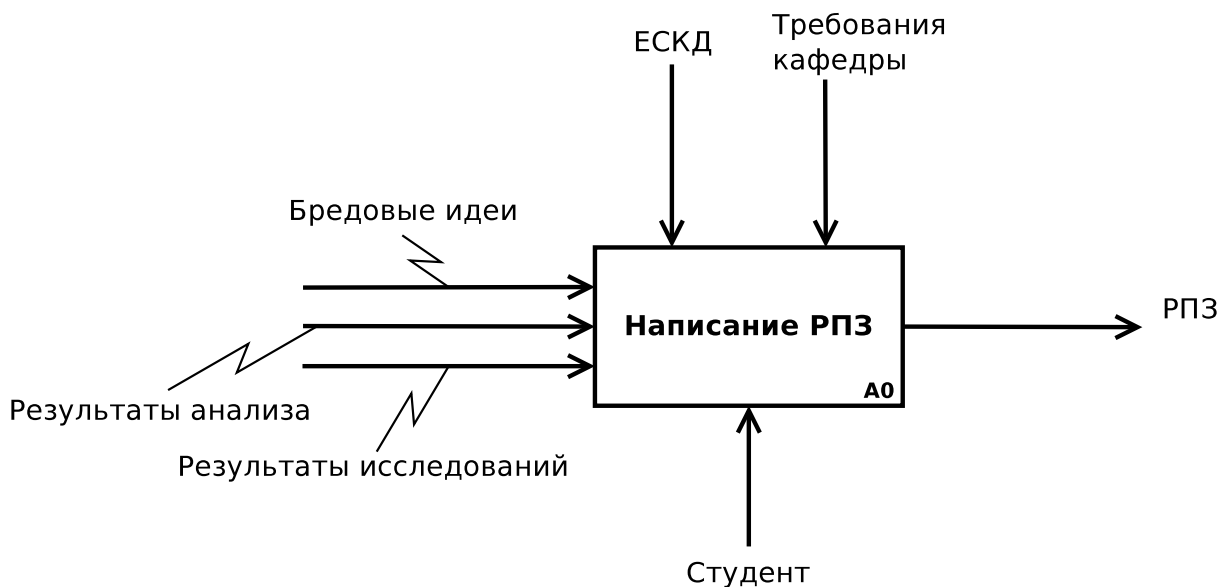 ЕСКД
Требования
кафедры
Бредовые идеи
Написание РПЗ
РПЗ
A0
Результаты анализа
Результаты исследований
Студент